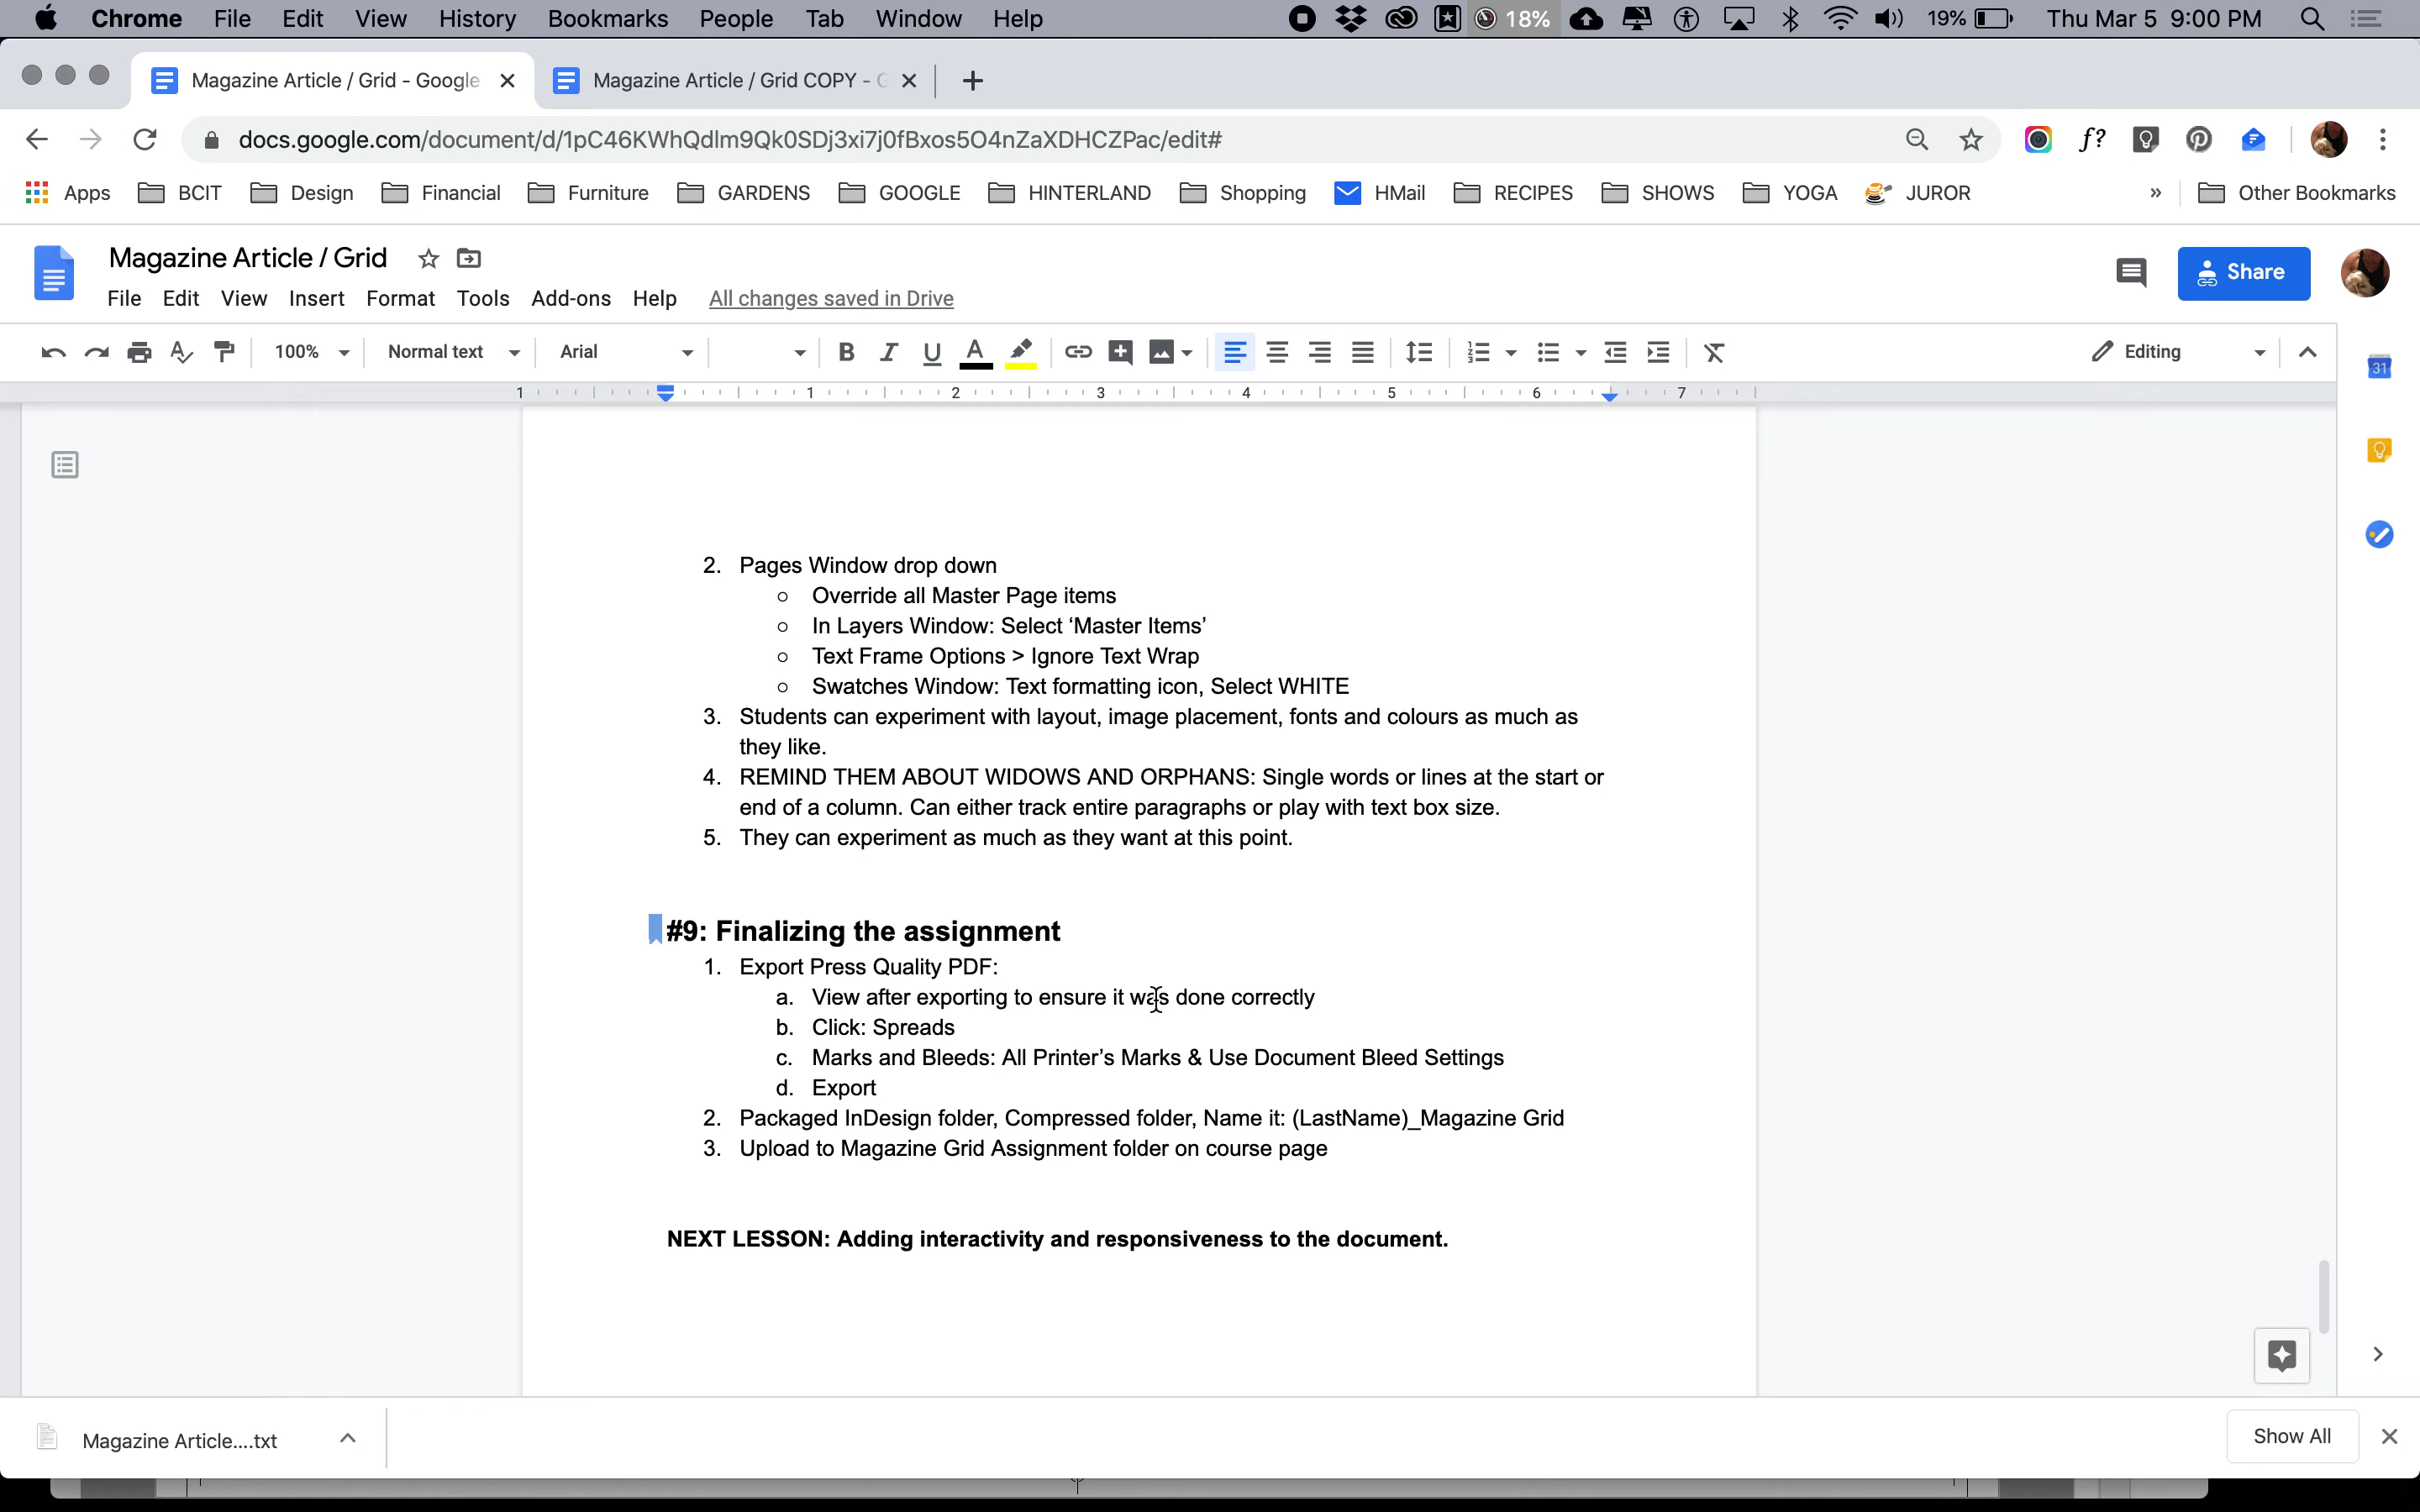 Chrome File Edit View History Bookmarks People Tab Window Help 18% 19% Thu Mar 5 9:00 PM
Magazine Article / Grid - Google Magazine Article / Grid COPY - G
docs.google.com/document/d/1pC46KWhQdlm9Qk0SDj3xi7j0fBxos5O4nZaXDHCZPac/edit# f?
Apps BCIT Design Financial Furniture GARDENS GOOGLE HINTERLAND Shopping HMail RECIPES SHOWS YOGA JUROR » Other Bookmarks
Magazine Article / Grid
File Edit View Insert Format Tools Add-ons Help All changes saved in Drive
Share
100% Normal text Arial B I U A Editing
31
1 1 2 3 4 5 6 7
2. Pages Window drop down
Override all Master Page items
In Layers Window: Select ‘Master Items’
Text Frame Options > Ignore Text Wrap
Swatches Window: Text formatting icon, Select WHITE
3. Students can experiment with layout, image placement, fonts and colours as much as
they like.
4. REMIND THEM ABOUT WIDOWS AND ORPHANS: Single words or lines at the start or
end of a column. Can either track entire paragraphs or play with text box size.
5. They can experiment as much as they want at this point.
#9: Finalizing the assignment
1. Export Press Quality PDF:
a. View after exporting to ensure it was done correctly
b. Click: Spreads
c. Marks and Bleeds: All Printer’s Marks & Use Document Bleed Settings
d. Export
2. Packaged InDesign folder, Compressed folder, Name it: (LastName)_Magazine Grid
3. Upload to Magazine Grid Assignment folder on course page
NEXT LESSON: Adding interactivity and responsiveness to the document.
Magazine Article....txt
Show All